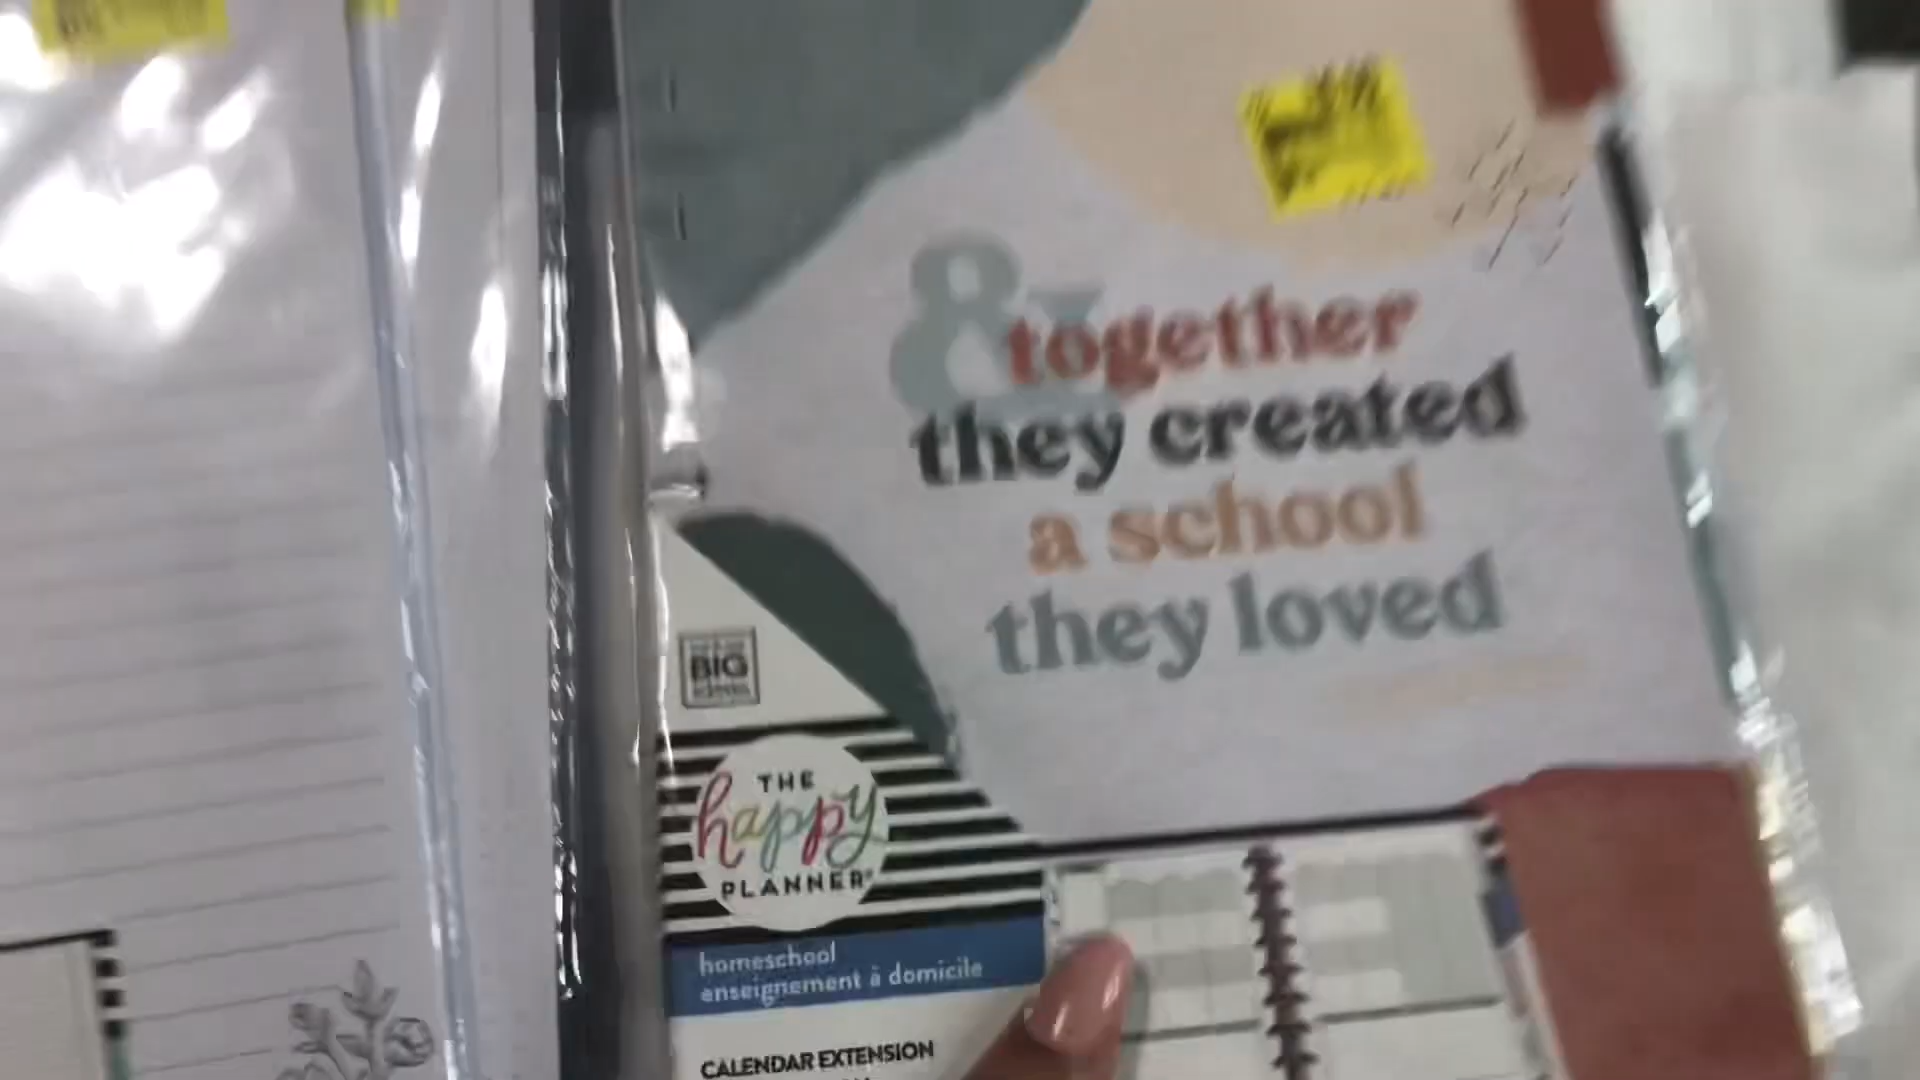 & together
they created
a school
they loved
BIG
THE
happy
PLANNER
homeschool
enseignement à domicile
CALENDAR EXTENSION